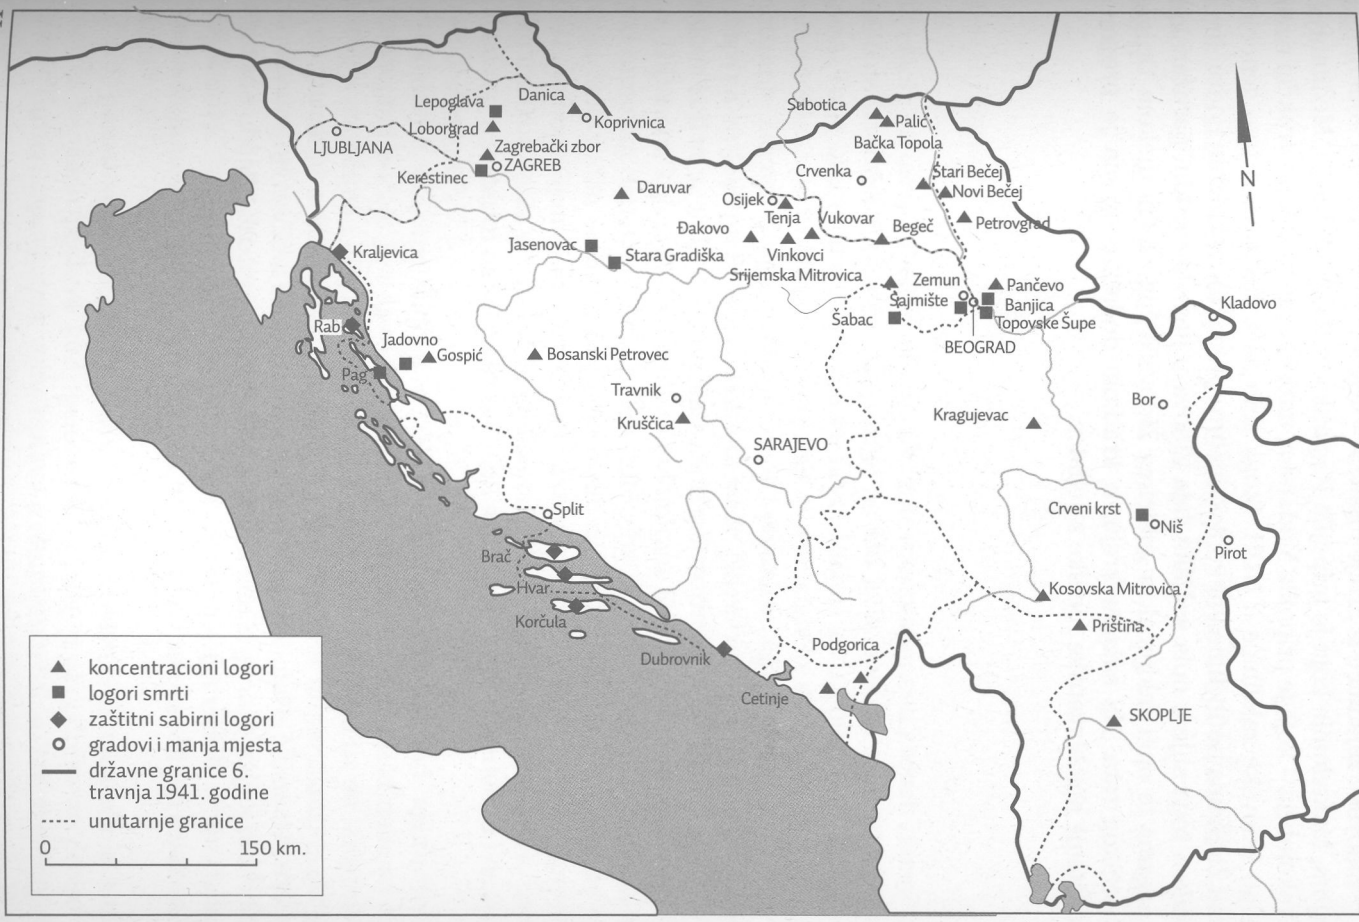 Danica
Lepoglava
Koprivnica
Loborgrad
LJUBLJANA
Zagrebački zbor
ZAGREB
Kerestinec
Daruvar
Subotica
Palić
Bačka Topola
Crvenka
Stari Bečej
Novi Bečej
Osijek
Tenja
Vukovar
Petrovgrad
Đakovo
Begeč
Vinkovci
Jasenovac
Stara Gradiška
Srijemska Mitrovica
Kraljevica
Zemun
Pančevo
Sajmište
Banjica
Šabac
Topovske Šupe
BEOGRAD
Kladovo
N
Rab
Jadovno
Gospić
Pag
Bosanski Petrovec
Travnik
Kruščica
SARAJEVO
Kragujevac
Bor
Split
Crveni krst
Niš
Pirot
Brač
Hvar
Korčula
Dubrovnik
Kosovska Mitrovica
Priština
Podgorica
Cetinje
SKOPLJE
koncentracioni logori
logori smrti
zaštitni sabirni logori
gradovi i manja mjesta
državne granice 6.
travnja 1941. godine
unutarnje granice
0 150 km.